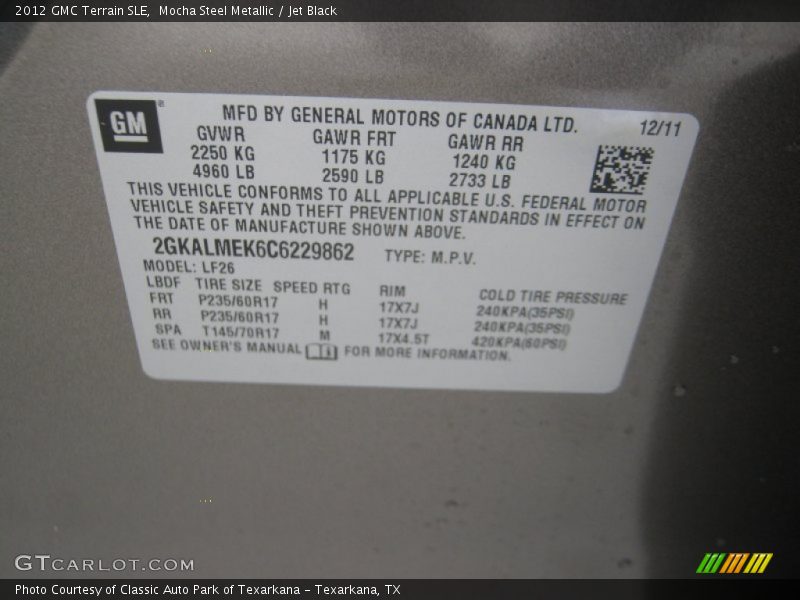 2012 GMC Terrain SLE,  Mocha Steel Metallic / Jet Black
GM®
MFD BY GENERAL MOTORS OF CANADA LTD. 12/11
GVWR GAWR FRT GAWR RR
2250 KG 1175 KG 1240 KG
4960 LB 2590 LB 2733 LB
THIS VEHICLE CONFORMS TO ALL APPLICABLE U.S. FEDERAL MOTOR
VEHICLE SAFETY AND THEFT PREVENTION STANDARDS IN EFFECT ON
THE DATE OF MANUFACTURE SHOWN ABOVE.
2GKALMEK6C6229862 TYPE: M.P.V.
MODEL: LF26
LBDF TIRE SIZE SPEED RTG RIM COLD TIRE PRESSURE
FRT P235/60R17 H 17X7J 240KPA(35PSI)
RR P235/60R17 H 17X7J 240KPA(35PSI)
SPA T145/70R17 M 17X4.5T 420KPA(60PSI)
SEE OWNER'S MANUAL FOR MORE INFORMATION.
GTCARLOT.COM
Photo Courtesy of Classic Auto Park of Texarkana – Texarkana, TX